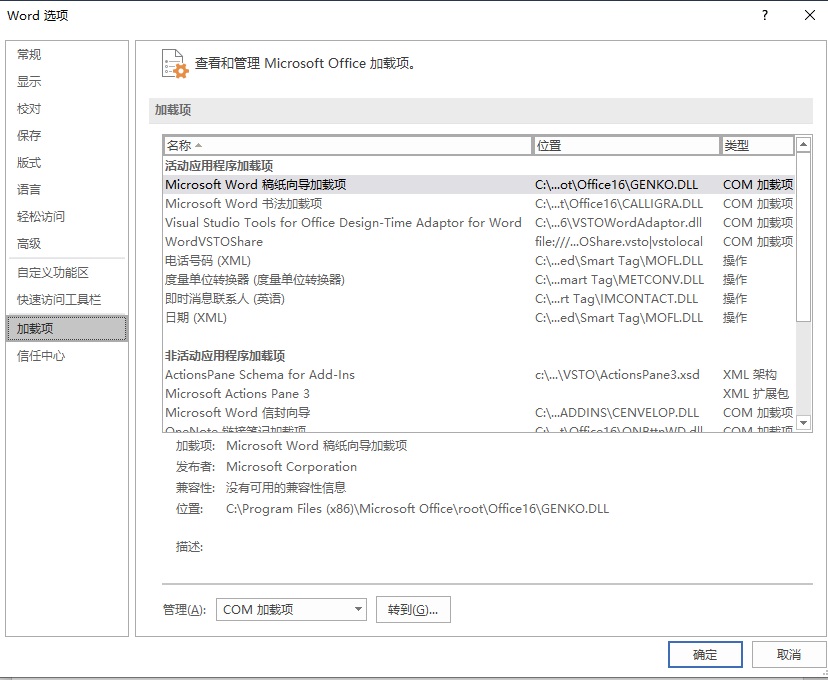 Word 选项
?
常规
显示
校对
保存
版式
语言
轻松访问
高级
自定义功能区
快速访问工具栏
加载项
信任中心
查看和管理 Microsoft Office 加载项。
加载项
名称 位置 类型
活动应用程序加载项
Microsoft Word 稿纸向导加载项 C:\...ot\Office16\GENKO.DLL COM 加载项
Microsoft Word 书法加载项 C:\...t\Office16\CALLIGRA.DLL COM 加载项
Visual Studio Tools for Office Design-Time Adaptor for Word C:\...6\VSTOWordAdaptor.dll COM 加载项
WordVSTOShare file:///...OShare.vsto|vstolocal COM 加载项
电话号码 (XML) C:\...ed\Smart Tag\MOFL.DLL 操作
度量单位转换器 (度量单位转换器) C:\...mart Tag\METCONV.DLL 操作
即时消息联系人 (英语) C:\...rt Tag\IMCONTACT.DLL 操作
日期 (XML) C:\...ed\Smart Tag\MOFL.DLL 操作
非活动应用程序加载项
ActionsPane Schema for Add-Ins c:\...\VSTO\ActionsPane3.xsd XML 架构
Microsoft Actions Pane 3 XML 扩展包
Microsoft Word 信封向导 C:\...ADDINS\CENVELOP.DLL COM 加载项
OneNote 链接笔记加载项 C:\...t\Office16\ONBttnWD.dll COM 加载项
加载项: Microsoft Word 稿纸向导加载项
发布者: Microsoft Corporation
兼容性: 没有可用的兼容性信息
位置: C:\Program Files (x86)\Microsoft Office\root\Office16\GENKO.DLL
描述:
管理(A): COM 加载项 转到(G)...
确定 取消